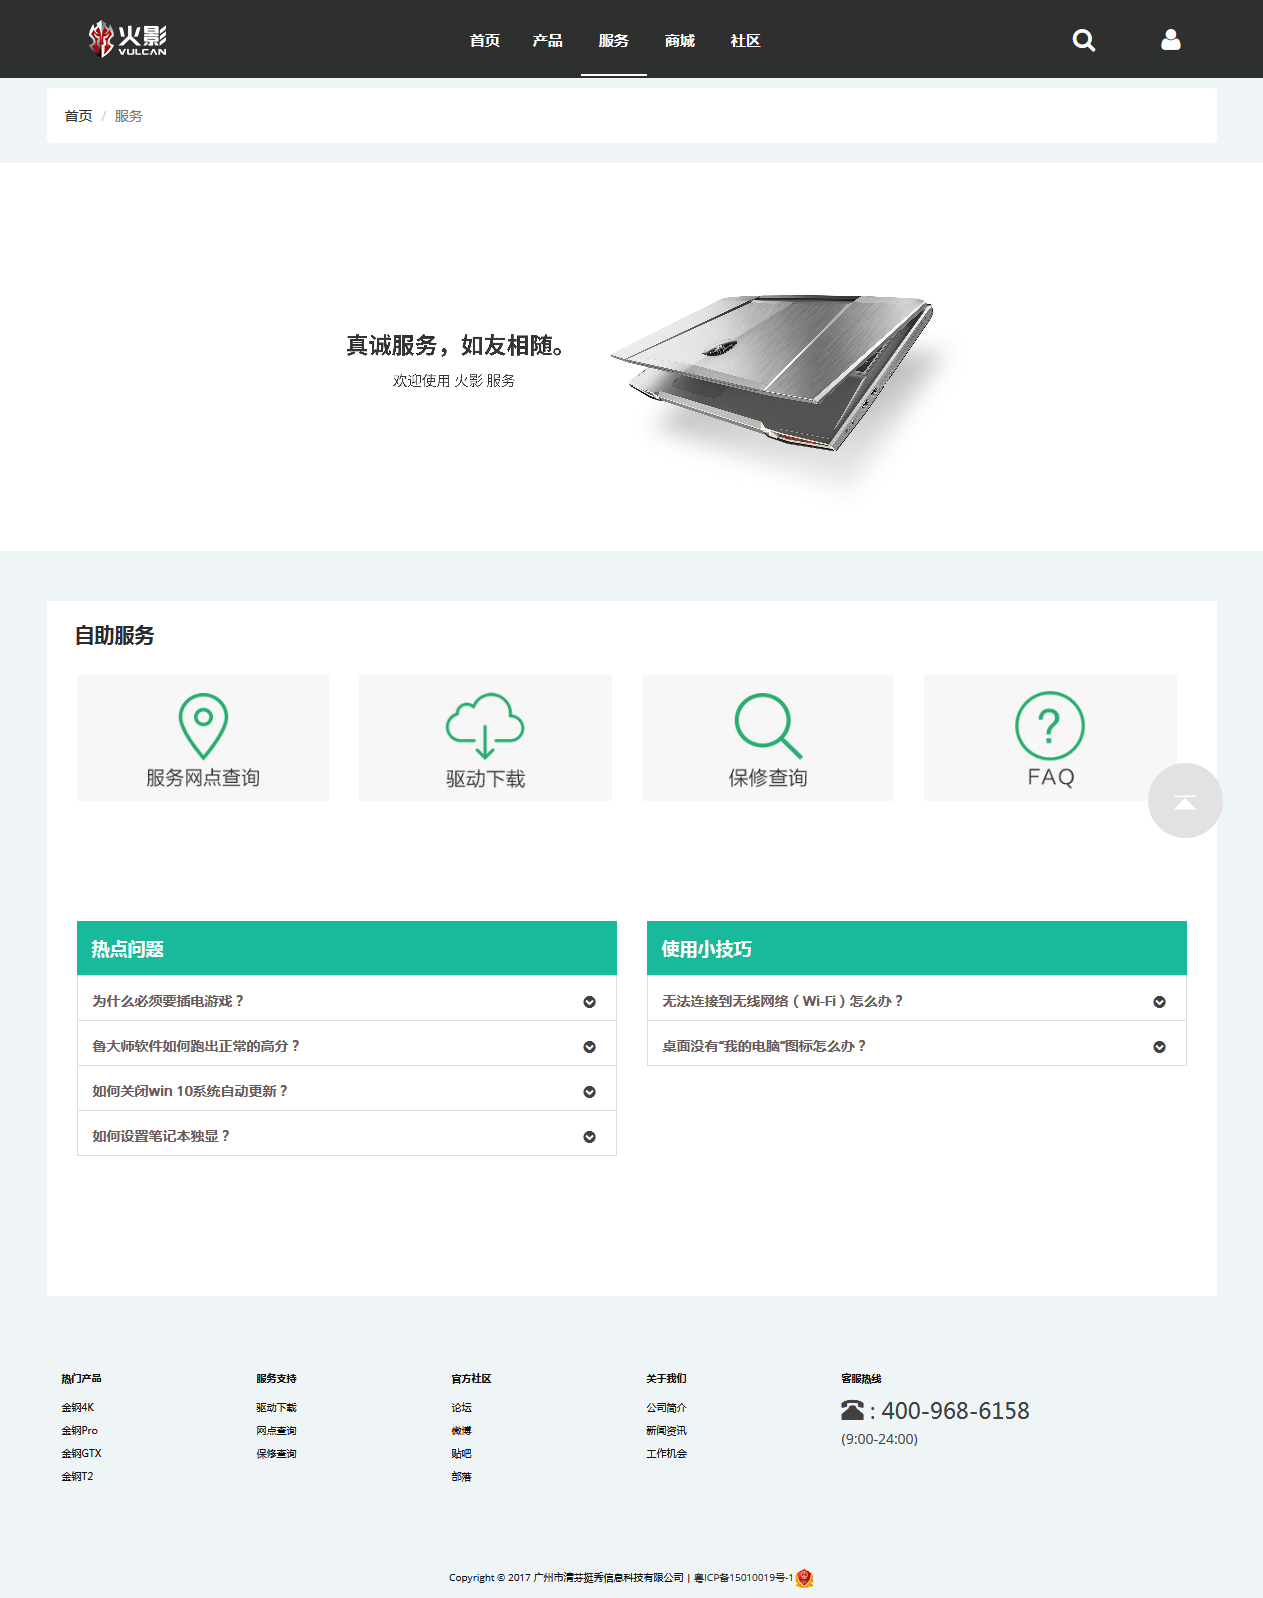 火影
VULCAN
首页 产品 服务 商城 社区
首页 / 服务
真诚服务，如友相随。
欢迎使用 火影 服务
自助服务
服务网点查询 驱动下载 保修查询 FAQ
热点问题
为什么必须要插电游戏？
鲁大师软件如何跑出正常的高分？
如何关闭win 10系统自动更新？
如何设置笔记本独显？
使用小技巧
无法连接到无线网络（Wi-Fi）怎么办？
桌面没有“我的电脑”图标怎么办？
热门产品
金钢4K
金钢Pro
金钢GTX
金钢T2
服务支持
驱动下载
网点查询
保修查询
官方社区
论坛
微博
贴吧
部落
关于我们
公司简介
新闻资讯
工作机会
客服热线
: 400-968-6158
(9:00-24:00)
Copyright © 2017 广州市清芬挺秀信息科技有限公司 | 粤ICP备15010019号-1